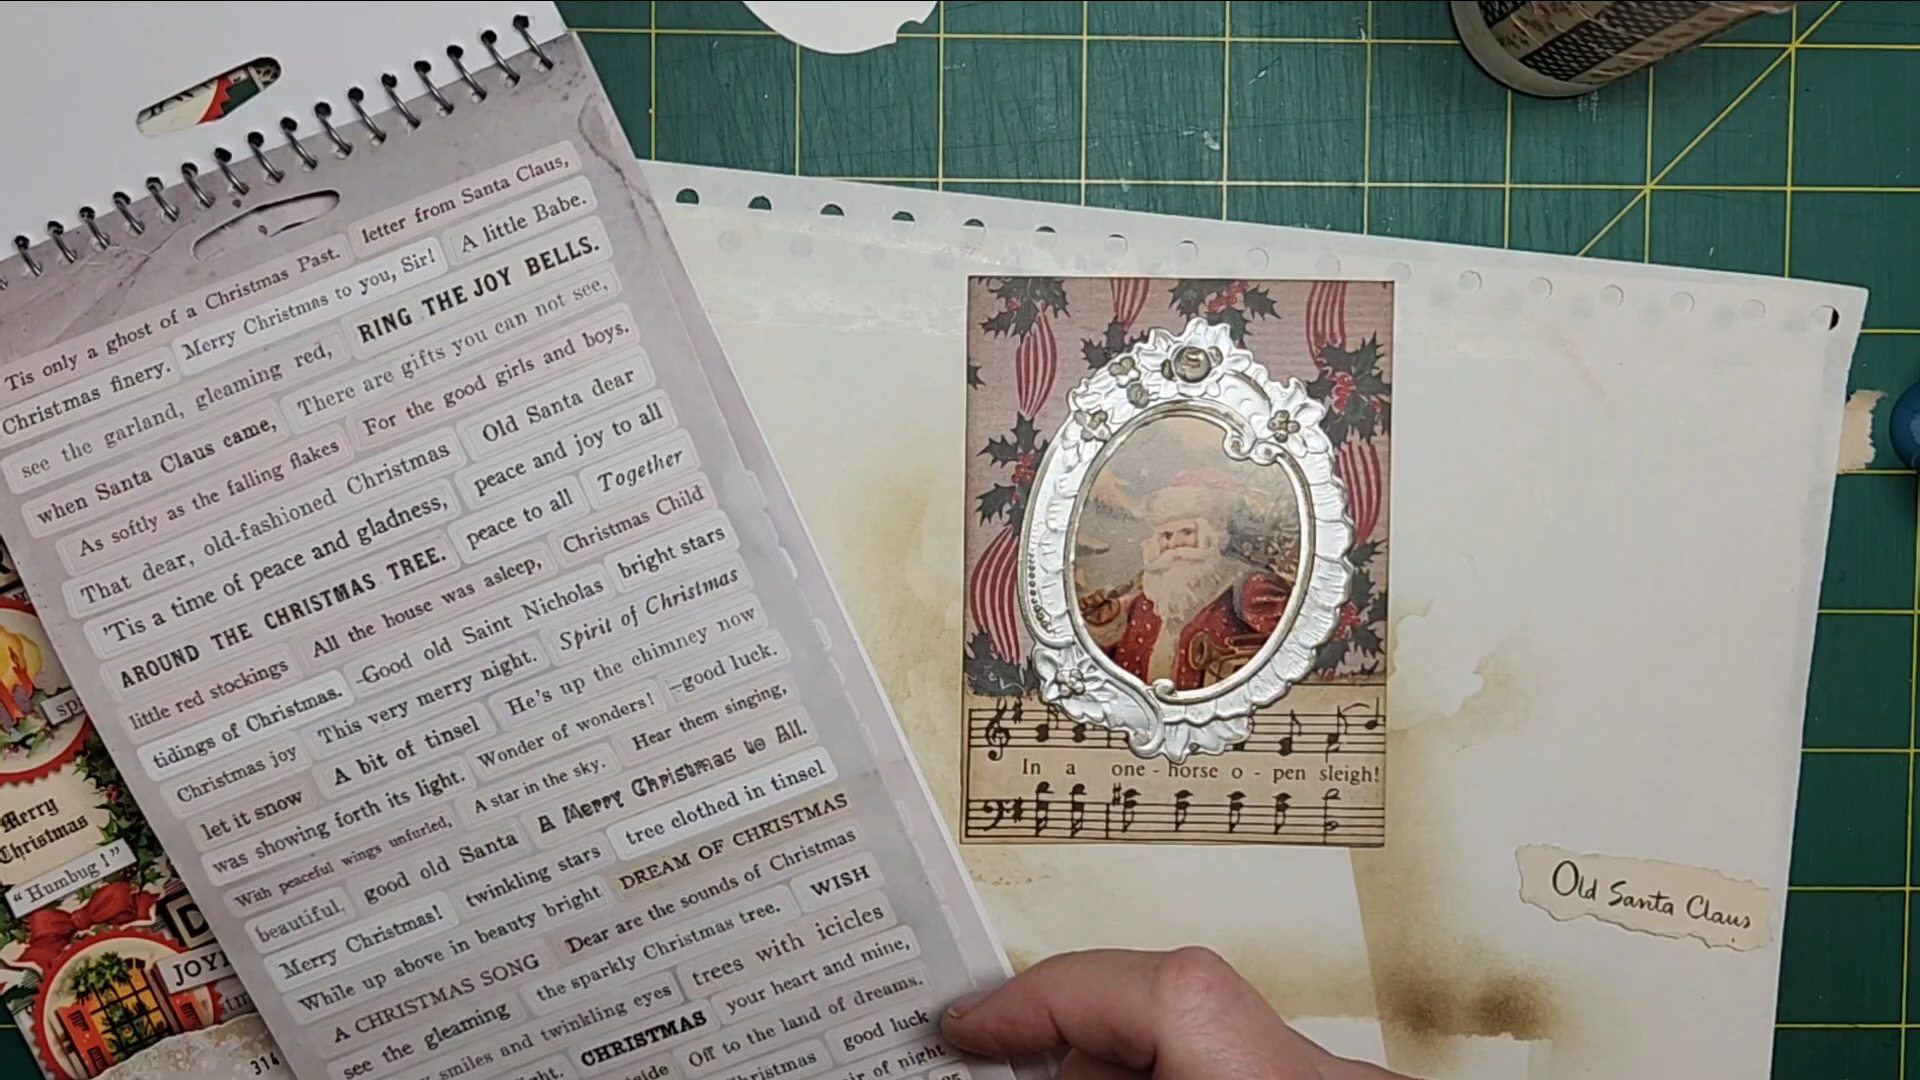 Tis only a ghost of a Christmas Past. letter from Santa Claus,
Christmas finery. Merry Christmas to you, Sir! A little Babe.
see the garland, gleaming red, RING THE JOY BELLS.
when Santa Claus came, There are gifts you can not see,
As softly as the falling flakes For the good girls and boys.
That dear, old-fashioned Christmas Old Santa dear
'Tis a time of peace and gladness, peace and joy to all
AROUND THE CHRISTMAS TREE. peace to all Together
little red stockings All the house was asleep, Christmas Child
tidings of Christmas. -Good old Saint Nicholas bright stars
Christmas joy This very merry night. Spirit of Christmas
let it snow A bit of tinsel He's up the chimney now
was showing forth its light. Wonder of wonders! —good luck.
With peaceful wings unfurled, A star in the sky. Hear them singing,
beautiful, good old Santa A Merry Christmas to All.
Merry Christmas! twinkling stars tree clothed in tinsel
While up above in beauty bright DREAM OF CHRISTMAS
A CHRISTMAS SONG Dear are the sounds of Christmas
see the gleaming the sparkly Christmas tree. WISH
smiles and twinkling eyes trees with icicles
CHRISTMAS your heart and mine,
Off to the land of dreams.
good luck
of night
Merry
Christmas
"Humbug!"
314
In a one-horse o-pen sleigh!
Old Santa Claus